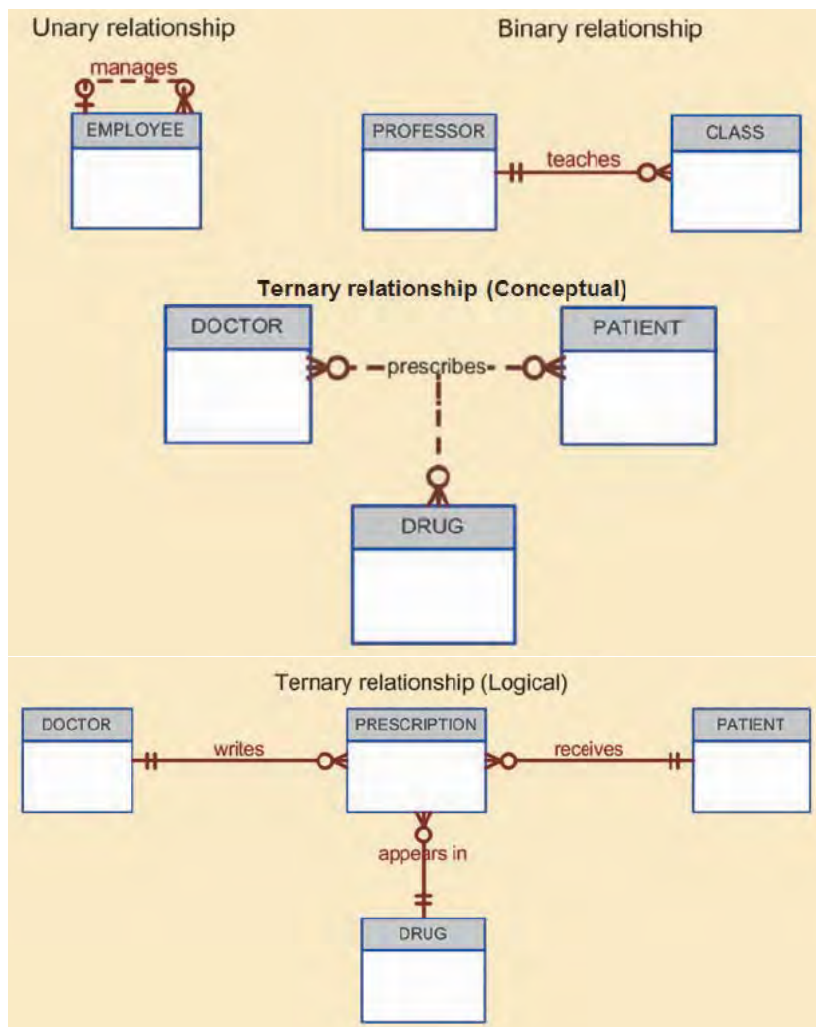 Unary relationship
Binary relationship
manages
EMPLOYEE
PROFESSOR
teaches
CLASS
Ternary relationship (Conceptual)
DOCTOR
prescribes
PATIENT
DRUG
Ternary relationship (Logical)
DOCTOR
writes
PRESCRIPTION
receives
PATIENT
appears in
DRUG